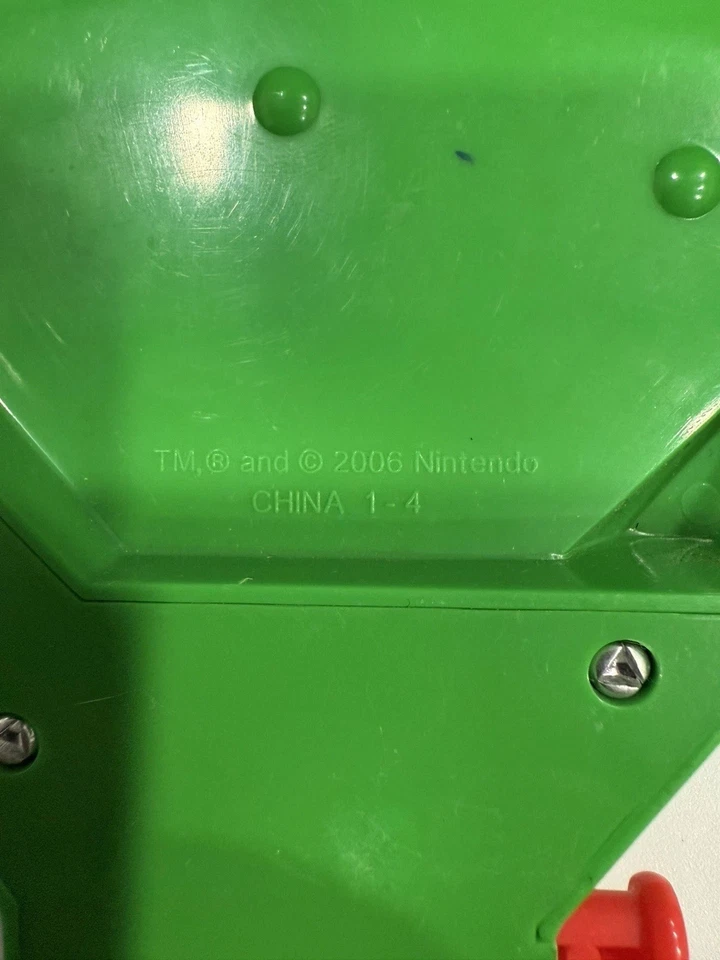 TM,® and © 2006 Nintendo
CHINA 1-4